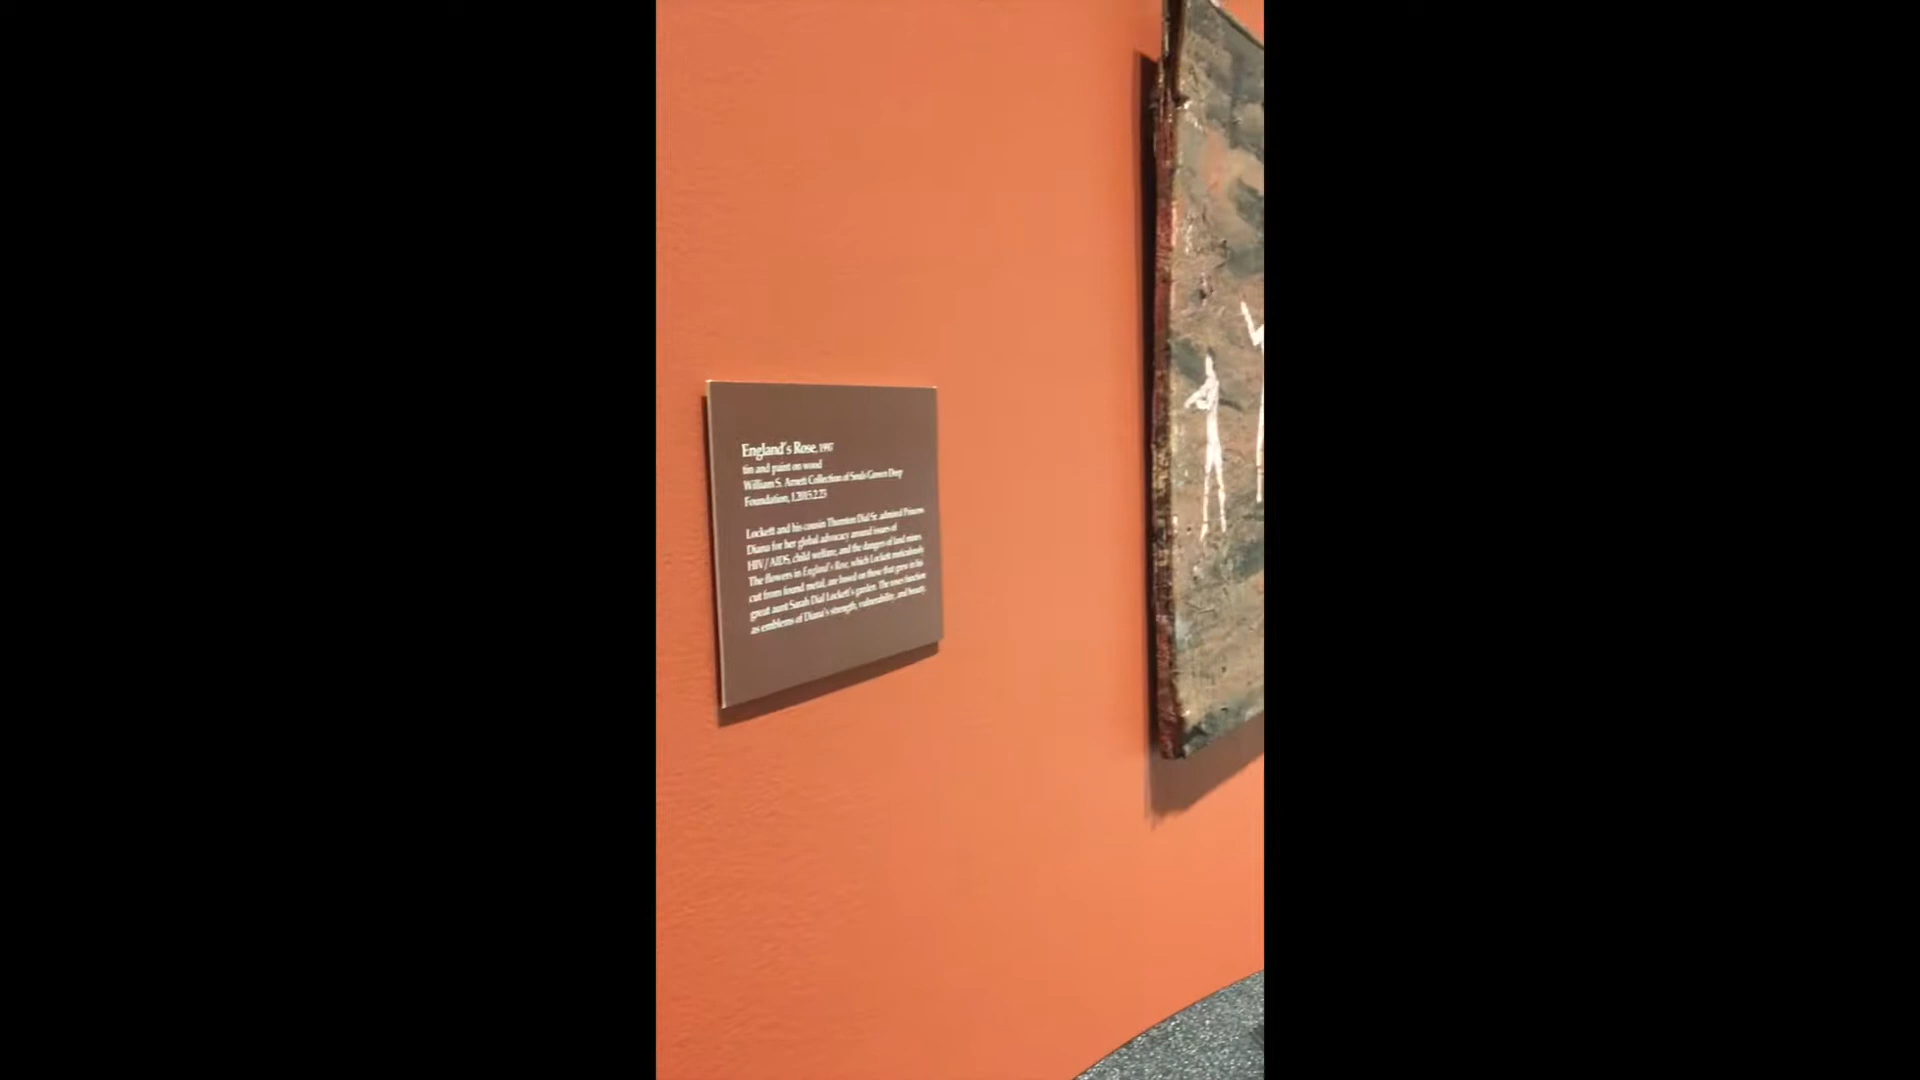 England's Rose, 1997
tin and paint on wood
William S. Arnett Collection of Souls Grown Deep
Foundation, L2015.2.23
Lockett and his cousin Thornton Dial Sr. admired Princess
Diana for her global advocacy around issues of
HIV/AIDS, child welfare, and the dangers of land mines.
The flowers in England's Rose, which Lockett meticulously
cut from found metal, are based on those that grew in his
great aunt Sarah Dial Lockett's garden. The roses function
as emblems of Diana's strength, vulnerability, and beauty.